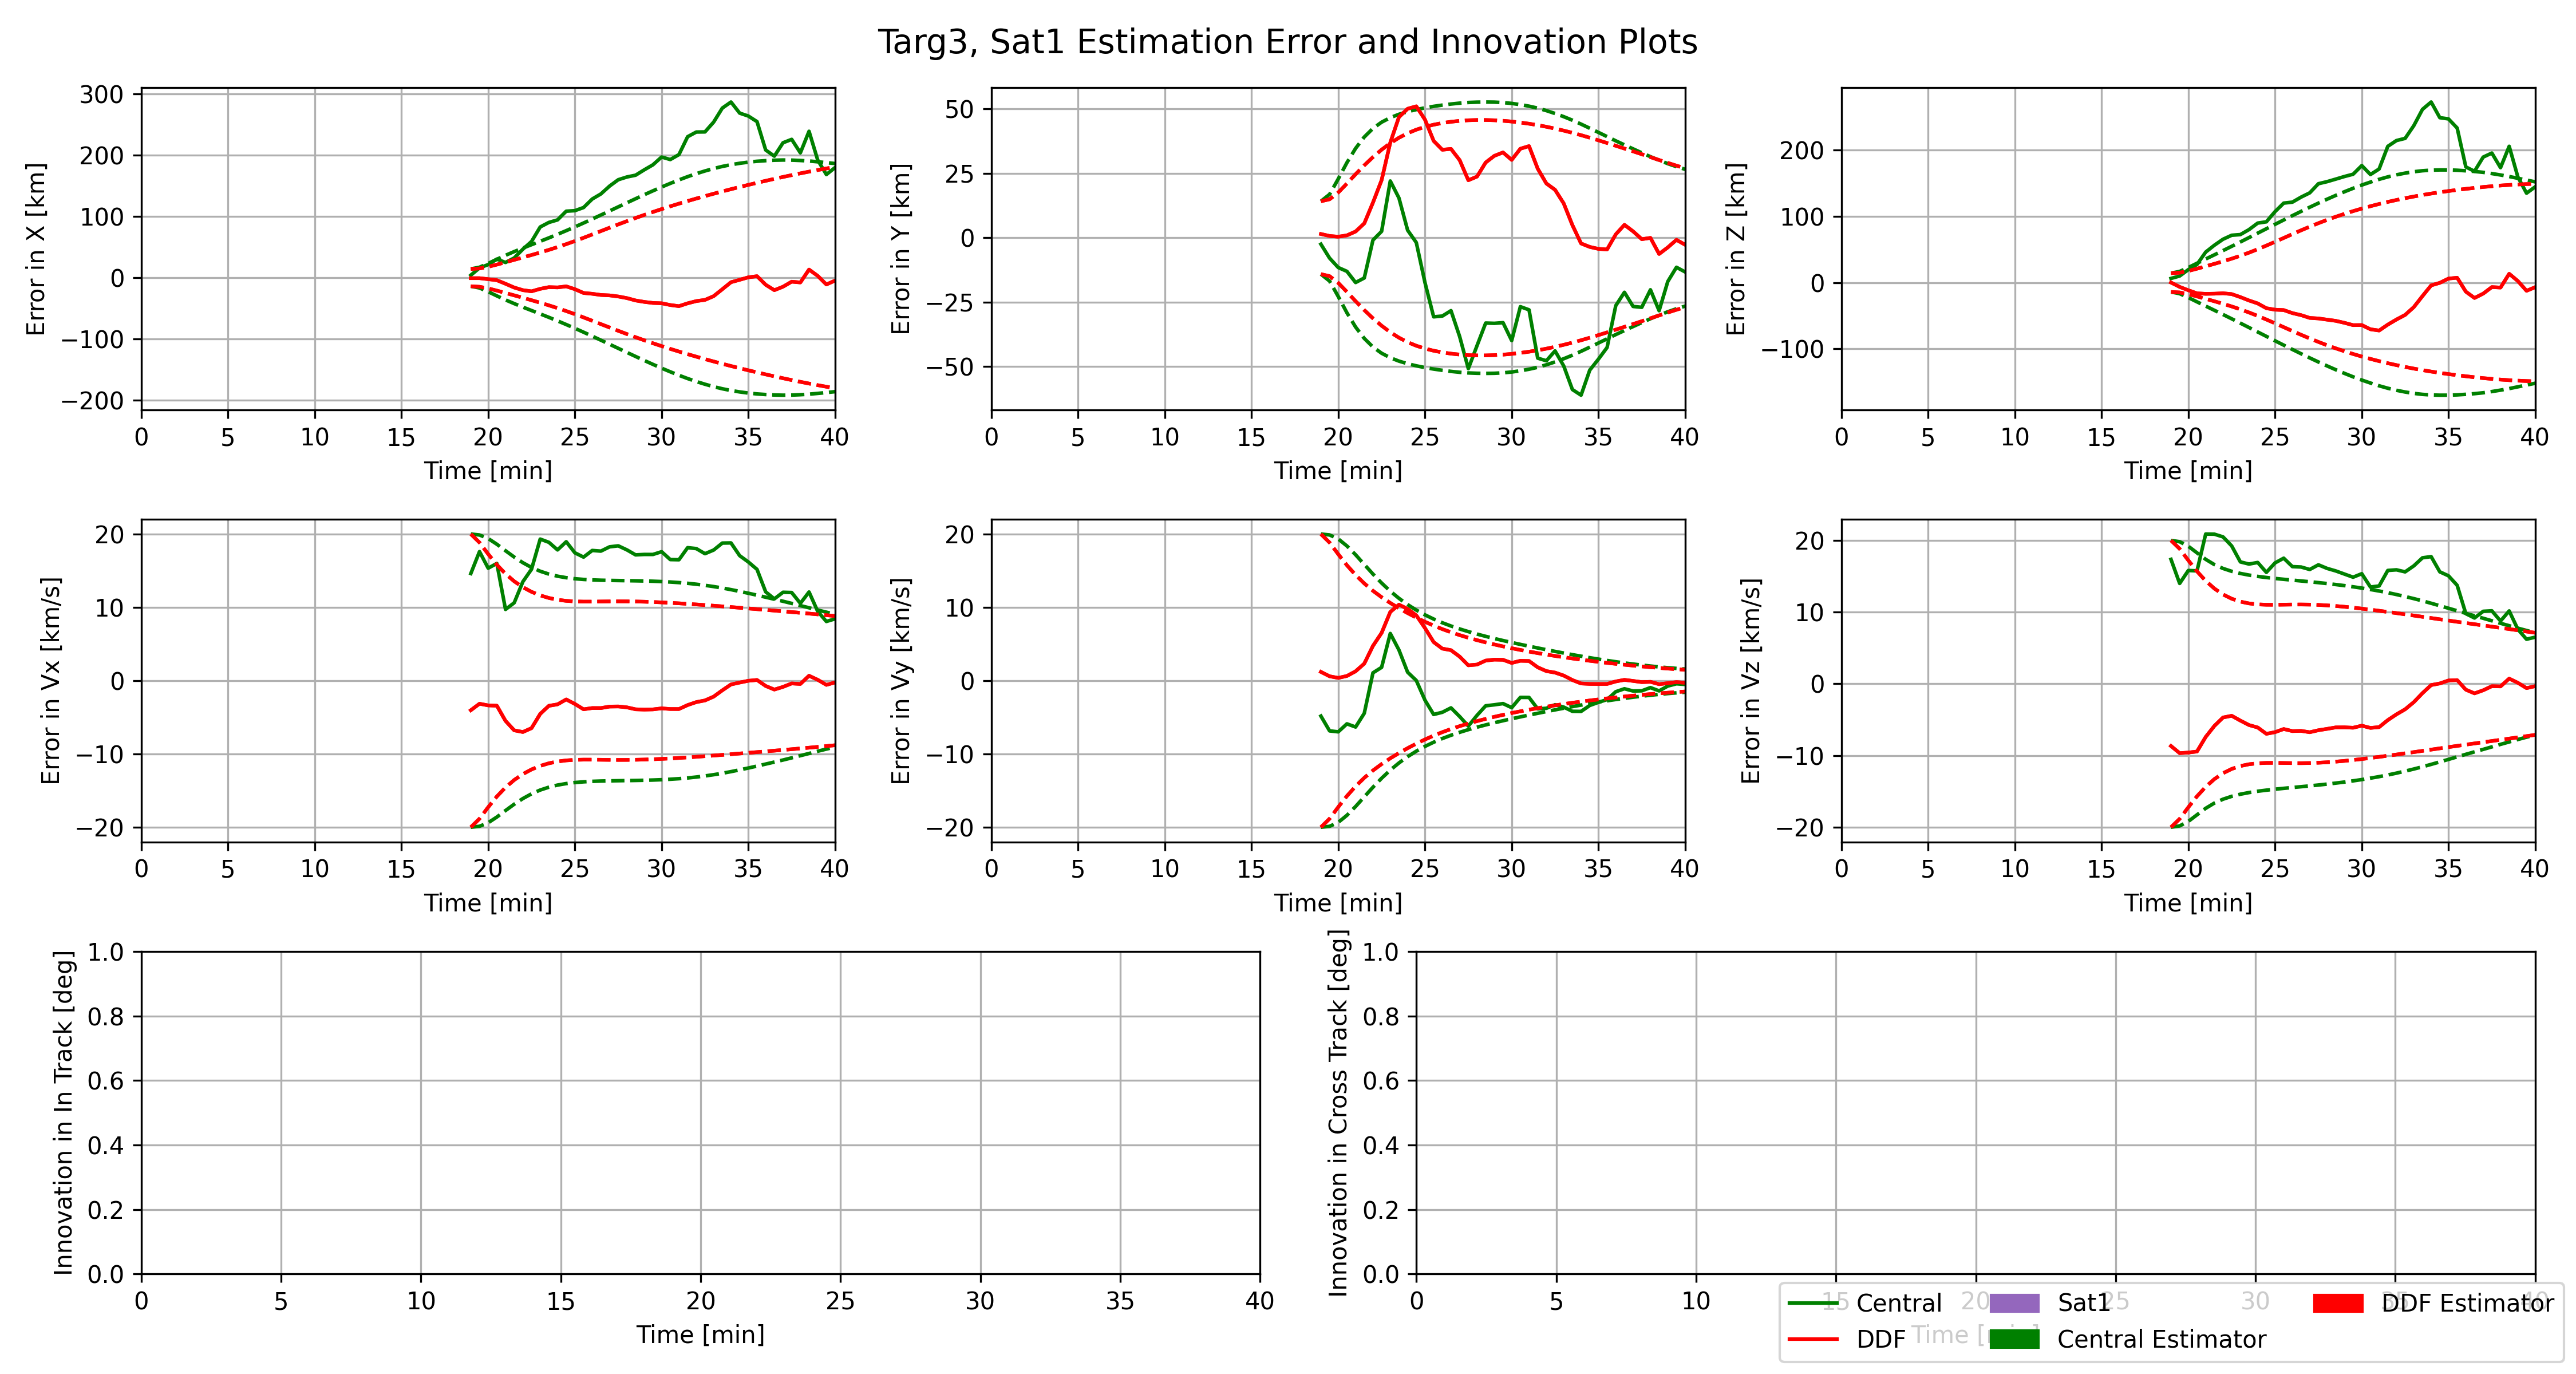 Targ3, Sat1 Estimation Error and Innovation Plots
Error in X [km]
300
200
100
0
−100
−200
0 5 10 15 20 25 30 35 40
Time [min]
Error in Y [km]
50
25
0
−25
−50
0 5 10 15 20 25 30 35 40
Time [min]
Error in Z [km]
200
100
0
−100
0 5 10 15 20 25 30 35 40
Time [min]
Error in Vx [km/s]
20
10
0
−10
−20
0 5 10 15 20 25 30 35 40
Time [min]
Error in Vy [km/s]
20
10
0
−10
−20
0 5 10 15 20 25 30 35 40
Time [min]
Error in Vz [km/s]
20
10
0
−10
−20
0 5 10 15 20 25 30 35 40
Time [min]
Innovation in In Track [deg]
1.0
0.8
0.6
0.4
0.2
0.0
0 5 10 15 20 25 30 35 40
Time [min]
Innovation in Cross Track [deg]
1.0
0.8
0.6
0.4
0.2
0.0
0 5 10 15 20 25 30 35 40
Time [min]
Central
DDF
Sat1
Central Estimator
DDF Estimator